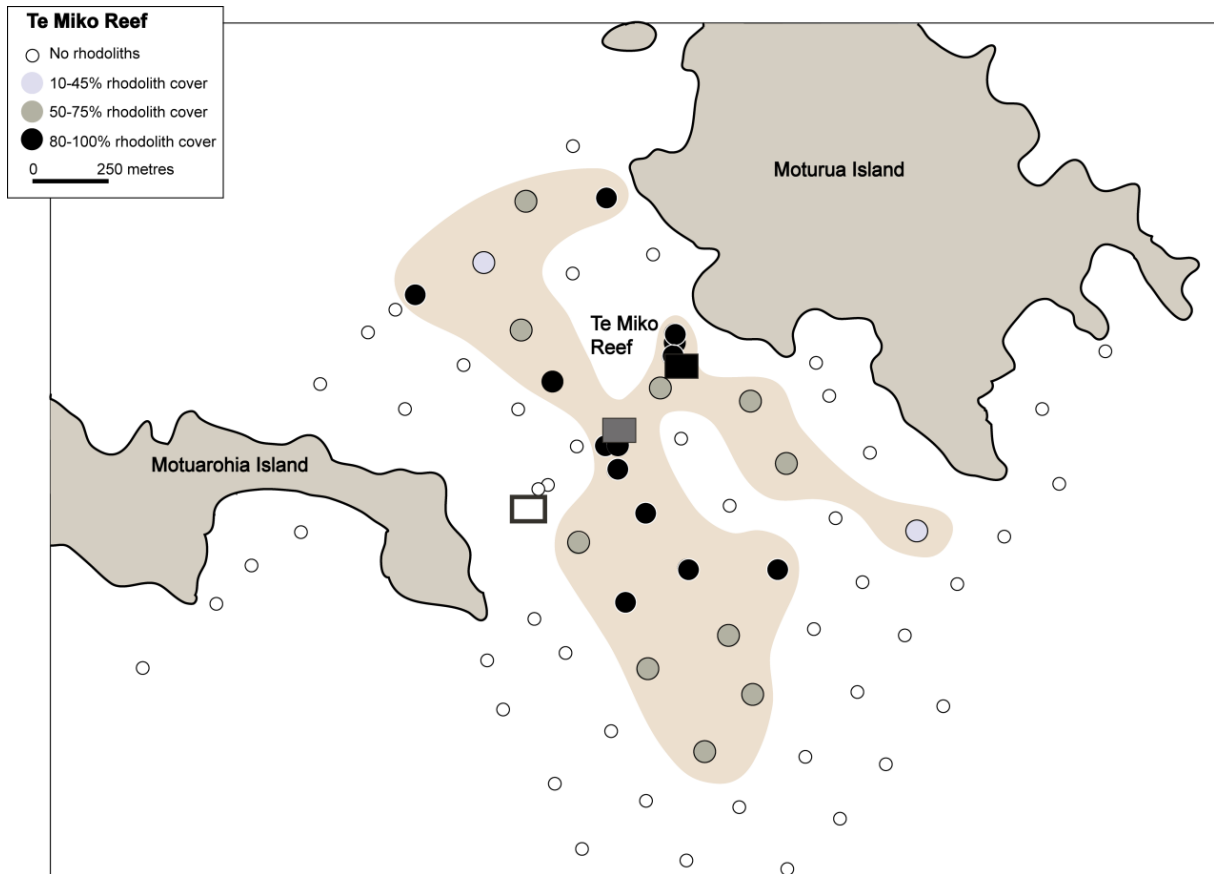 Te Miko Reef
No rhodoliths
10-45% rhodolith cover
50-75% rhodolith cover
80-100% rhodolith cover
0 250 metres
Moturua Island
Te Miko
Reef
Motuarohia Island